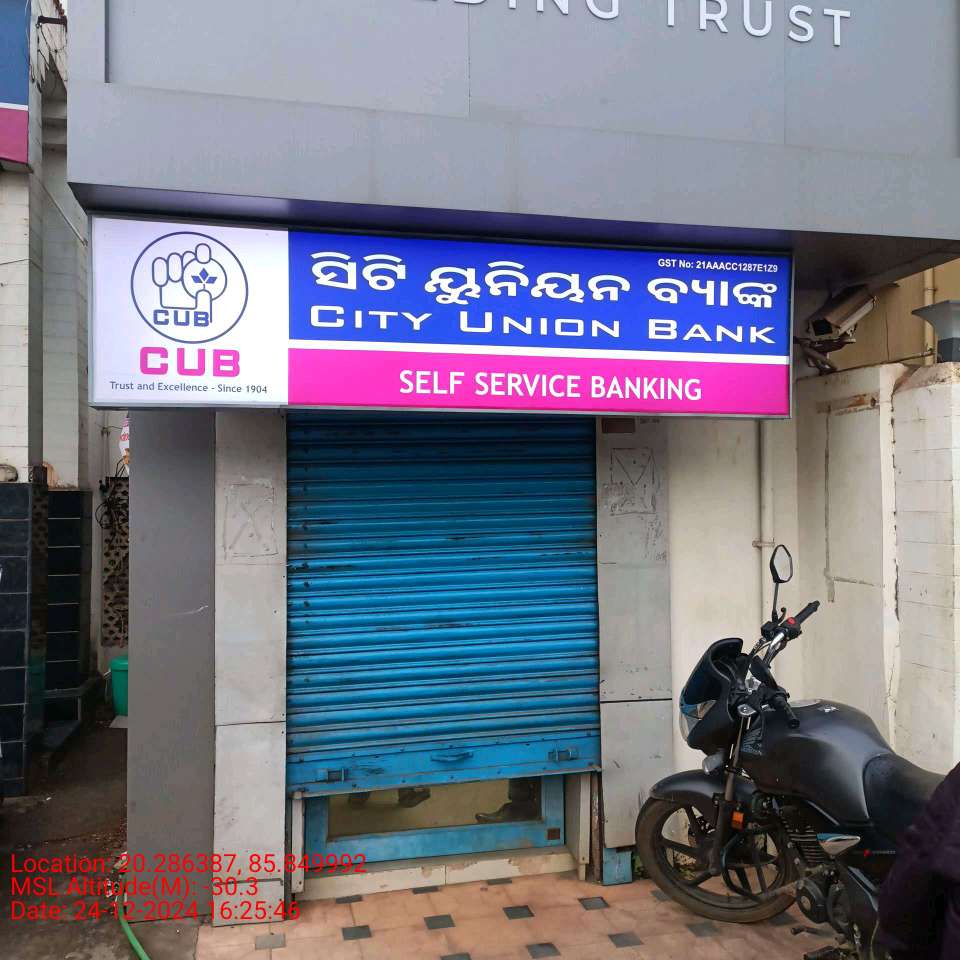 TRUST
CUB
CUB
Trust and Excellence - Since 1904
GST No: 21AAACC1287E1Z9
ସିଟି ୟୁନିୟନ ବ୍ୟାଙ୍କ
CITY UNION BANK
SELF SERVICE BANKING
Location: 20.286387, 85.849992
MSL Altitude(M): -30.3
Date: 24-12-2024 16:25:46